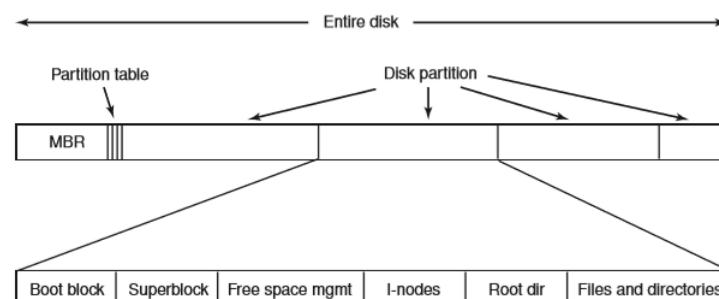 Entire disk
Partition table
Disk partition
MBR
Boot block
Superblock
Free space mgmt
I-nodes
Root dir
Files and directories